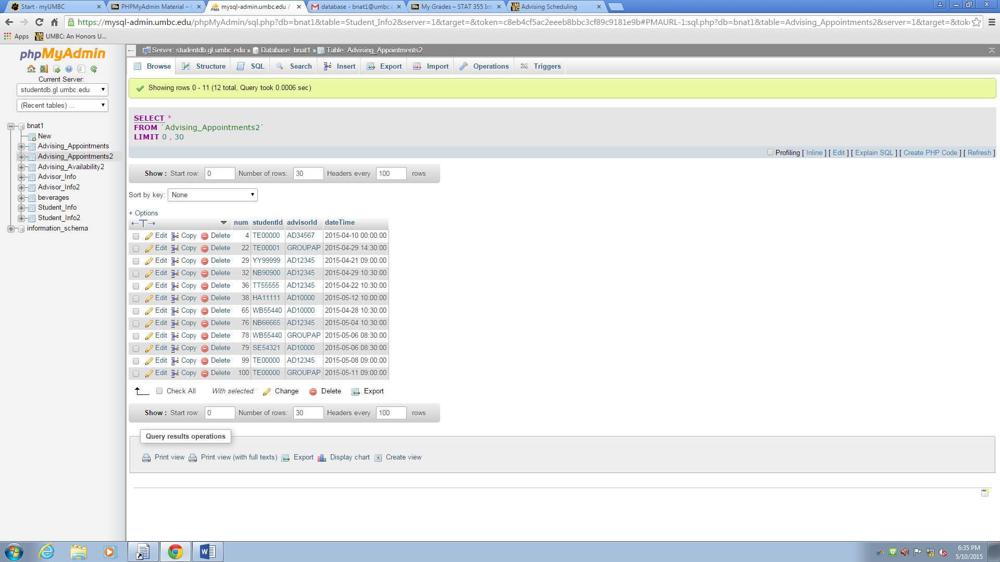 Start · myUMBC
PHPMyAdmin Material – C
mysql-admin.umbc.edu /
database - bnat1@umbc.e
My Grades – STAT 355 Int
Advising Scheduling
https://mysql-admin.umbc.edu/phpMyAdmin/sql.php?db=bnat1&table=Student_Info2&server=1&target=&token=c8eb4cf5ac2eeeb8bbc3cf89c9181e9b#PMAURL-1:sql.php?db=bnat1&table=Advising_Appointments2&server=1&target=&toke
Apps UMBC: An Honors U...
phpMyAdmin
Current Server:
studentdb.gl.umbc.edu
(Recent tables) ...
bnat1
New
Advising_Appointments
Advising_Appointments2
Advising_Availability2
Advisor_Info
Advisor_Info2
beverages
Student_Info
Student_Info2
information_schema
Server: studentdb.gl.umbc.edu » Database: bnat1 » Table: Advising_Appointments2
Browse Structure SQL Search Insert Export Import Operations Triggers
Showing rows 0 - 11 (12 total, Query took 0.0006 sec)
SELECT *
FROM `Advising_Appointments2`
LIMIT 0 , 30
Profiling [ Inline ] [ Edit ] [ Explain SQL ] [ Create PHP Code ] [ Refresh ]
Show : Start row: 0 Number of rows: 30 Headers every 100 rows
Sort by key: None
+ Options
←T→ num studentId advisorId dateTime
Edit Copy Delete 4 TE00000 AD34567 2015-04-10 00:00:00
Edit Copy Delete 22 TE00001 GROUPAP 2015-04-29 14:30:00
Edit Copy Delete 29 YY99999 AD12345 2015-04-21 09:00:00
Edit Copy Delete 32 NB90900 AD12345 2015-04-29 10:30:00
Edit Copy Delete 36 TT55555 AD12345 2015-04-22 10:30:00
Edit Copy Delete 38 HA11111 AD10000 2015-05-12 10:00:00
Edit Copy Delete 65 WB55440 AD10000 2015-04-28 10:30:00
Edit Copy Delete 76 NB66665 AD12345 2015-05-04 10:30:00
Edit Copy Delete 78 WB55440 GROUPAP 2015-05-06 08:30:00
Edit Copy Delete 79 SE54321 AD10000 2015-05-06 08:30:00
Edit Copy Delete 99 TE00000 AD12345 2015-05-08 09:00:00
Edit Copy Delete 100 TE00000 GROUPAP 2015-05-11 09:00:00
Check All With selected: Change Delete Export
Show : Start row: 0 Number of rows: 30 Headers every 100 rows
Query results operations
Print view Print view (with full texts) Export Display chart Create view
6:35 PM
5/10/2015